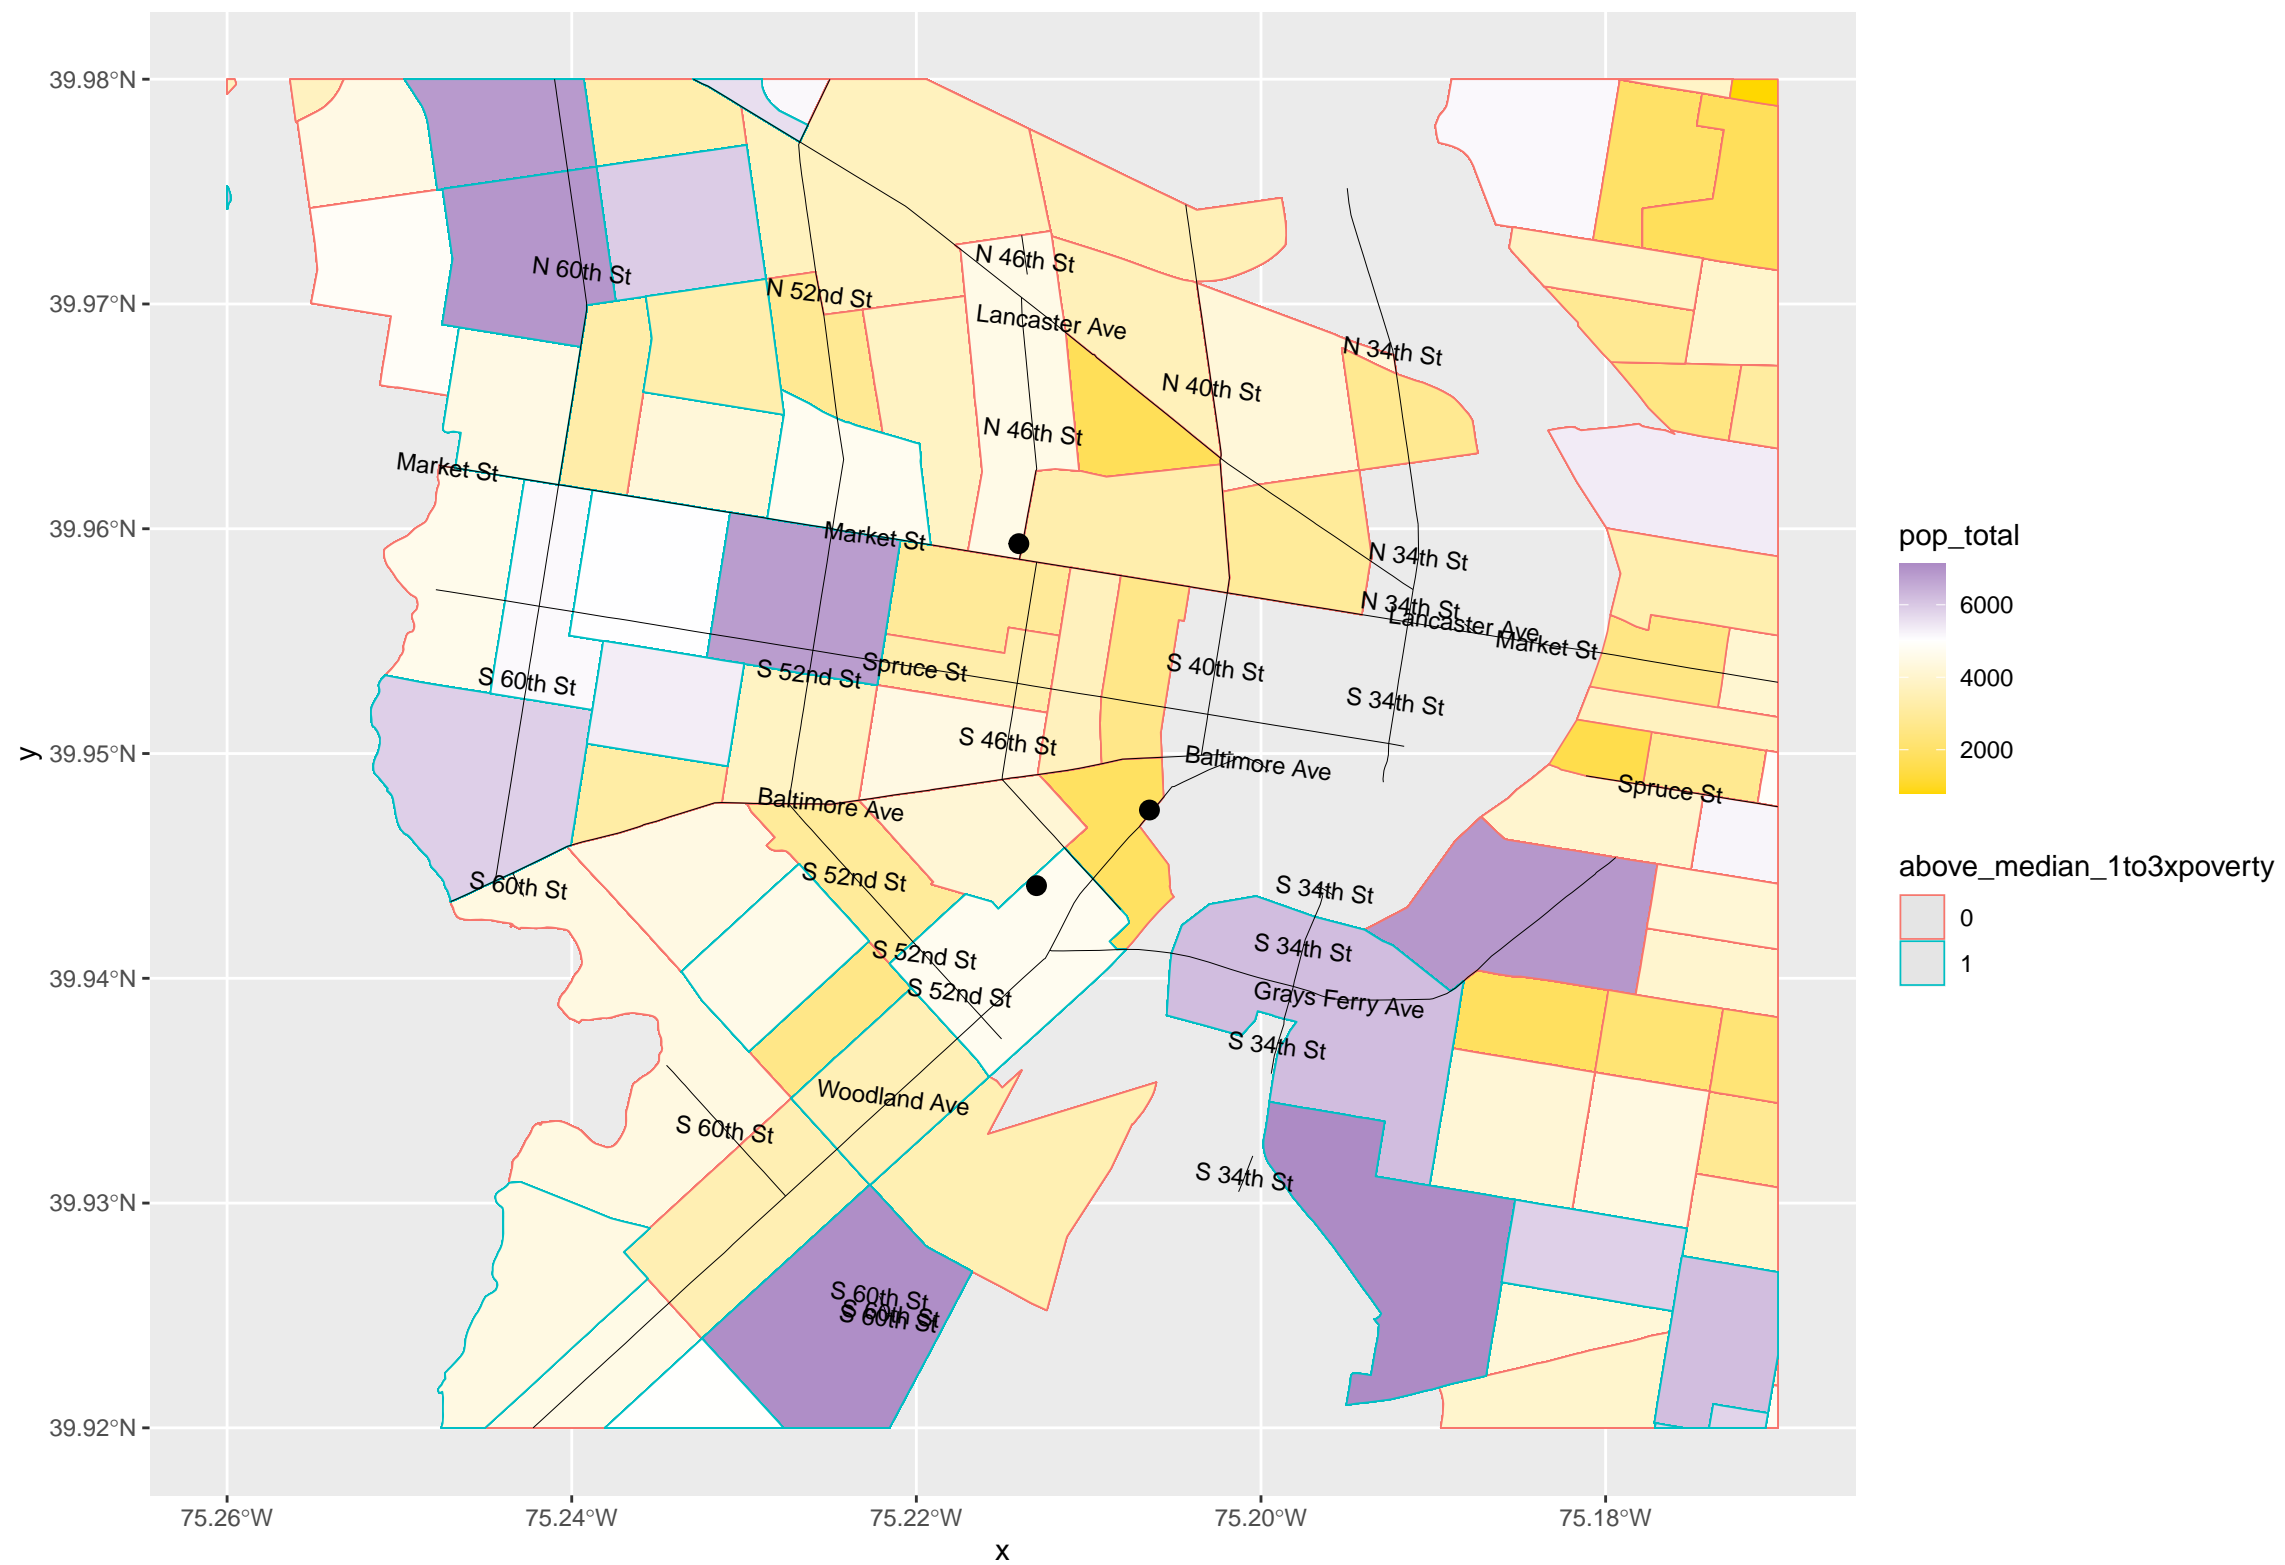 39.98°N
39.97°N
39.96°N
39.95°N
39.94°N
39.93°N
39.92°N
y
N 60th St
N 52nd St
N 46th St
Lancaster Ave
N 34th St
N 40th St
N 46th St
Market St
Market St
N 34th St
N 34th St
Lancaster Ave
Market St
Spruce St
S 52nd St
S 40th St
S 60th St
S 34th St
S 46th St
Baltimore Ave
Spruce St
Baltimore Ave
S 52nd St
S 60th St
S 34th St
S 34th St
S 52nd St
S 52nd St
Grays Ferry Ave
S 34th St
Woodland Ave
S 60th St
S 34th St
S 60th St
S 60th St
S 60th St
75.26°W
75.24°W
75.22°W
75.20°W
75.18°W
x
pop_total
6000
4000
2000
above_median_1to3xpoverty
0
1